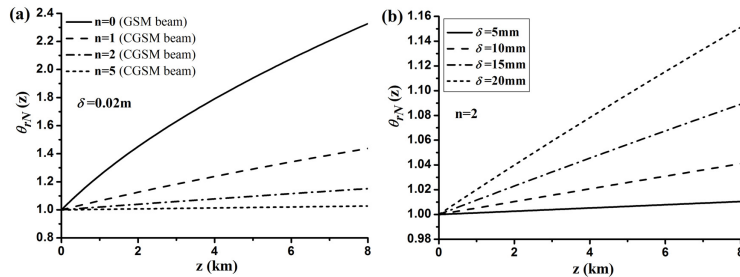 (a)
2.4
2.2
2.0
1.8
1.6
1.4
1.2
1.0
0.8
θr,N (z)
n=0 (GSM beam)
n=1 (CGSM beam)
n=2 (CGSM beam)
n=5 (CGSM beam)
δ=0.02m
0 2 4 6 8
z (km)
(b)
1.16
1.14
1.12
1.10
1.08
1.06
1.04
1.02
1.00
0.98
θr,N (z)
δ=5mm
δ=10mm
δ=15mm
δ=20mm
n=2
0 2 4 6 8
z (km)